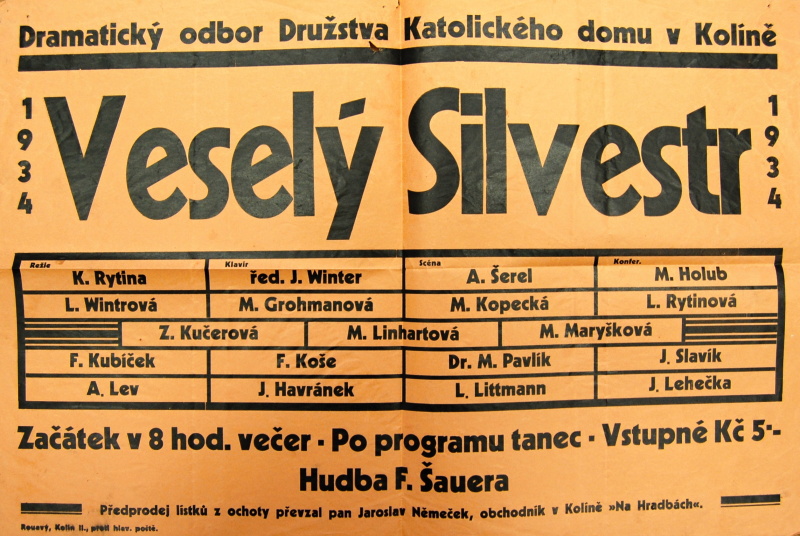 Dramatický odbor Družstva Katolického domu v Kolíně
1934 Veselý Silvestr 1934
Režie Klavír Scéna Konfer.
K. Rytina řed. J. Winter A. Šerel M. Holub
L. Wintrová M. Grohmanová M. Kopecká L. Rytinová
Z. Kučerová M. Linhartová M. Maryšková
F. Kubíček F. Koše Dr. M. Pavlík J. Slavík
A. Lev J. Havránek L. Littmann J. Lehečka
Začátek v 8 hod. večer · Po programu tanec · Vstupné Kč 5·-
Hudba F. Šauera
Předprodej lístků z ochoty převzal pan Jaroslav Němeček, obchodník v Kolíně »Na Hradbách«.
Rouavý, Kolín II., proti hlav. poště.